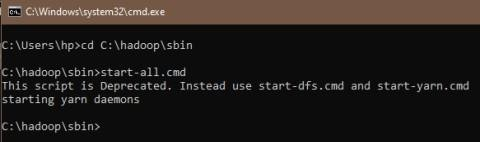 C:\Windows\system32\cmd.exe
C:\Users\hp>cd C:\hadoop\sbin
C:\hadoop\sbin>start-all.cmd
This script is Deprecated. Instead use start-dfs.cmd and start-yarn.cmd
starting yarn daemons
C:\hadoop\sbin>